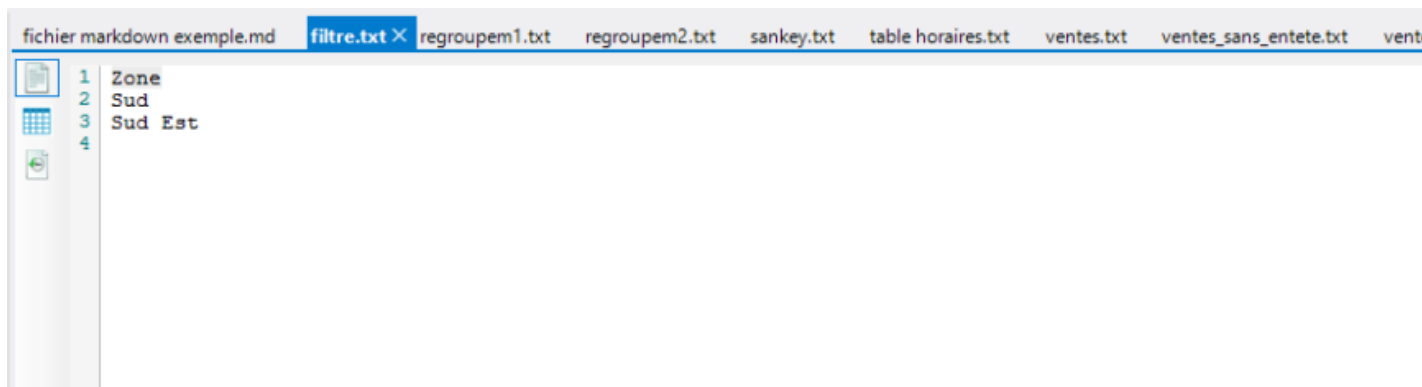 fichier markdown exemple.md filtre.txt regroupem1.txt regroupem2.txt sankey.txt table horaires.txt ventes.txt ventes_sans_entete.txt vent
1 Zone
2 Sud
3 Sud Est
4